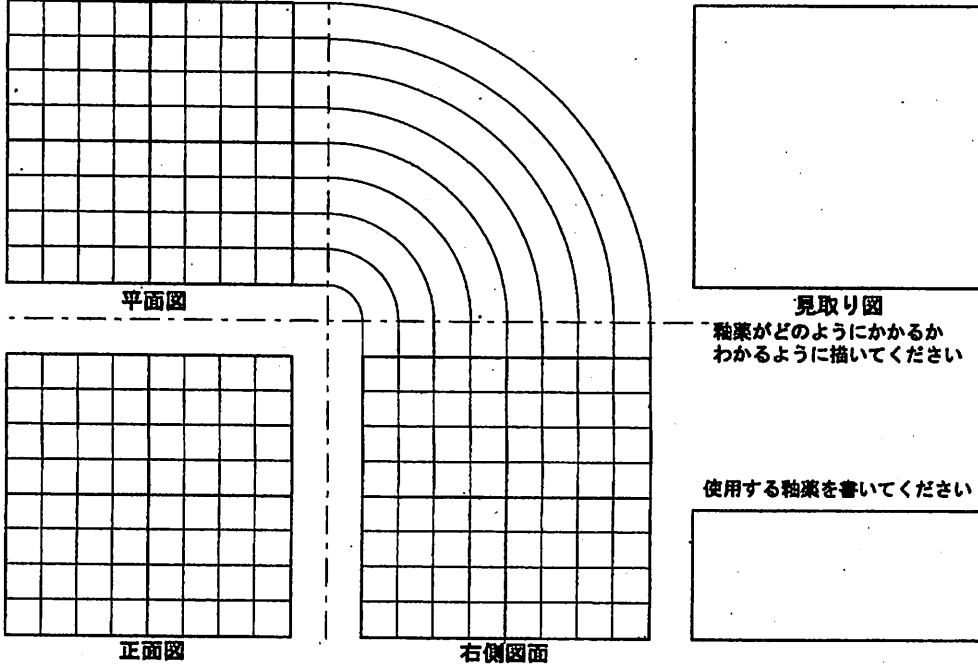 平面図
見取り図
釉薬がどのようにかかるか
わかるように描いてください
使用する釉薬を書いてください
正面図
右側図面